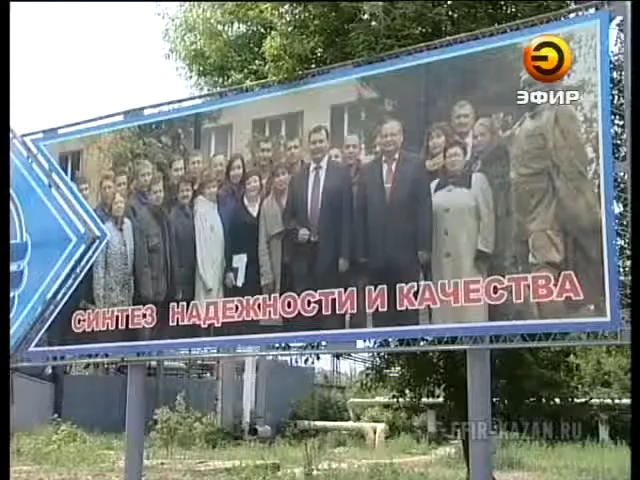 Э
ЭФИР
СИНТЕЗ НАДЕЖНОСТИ И КАЧЕСТВА
EFIR-KAZAN.RU